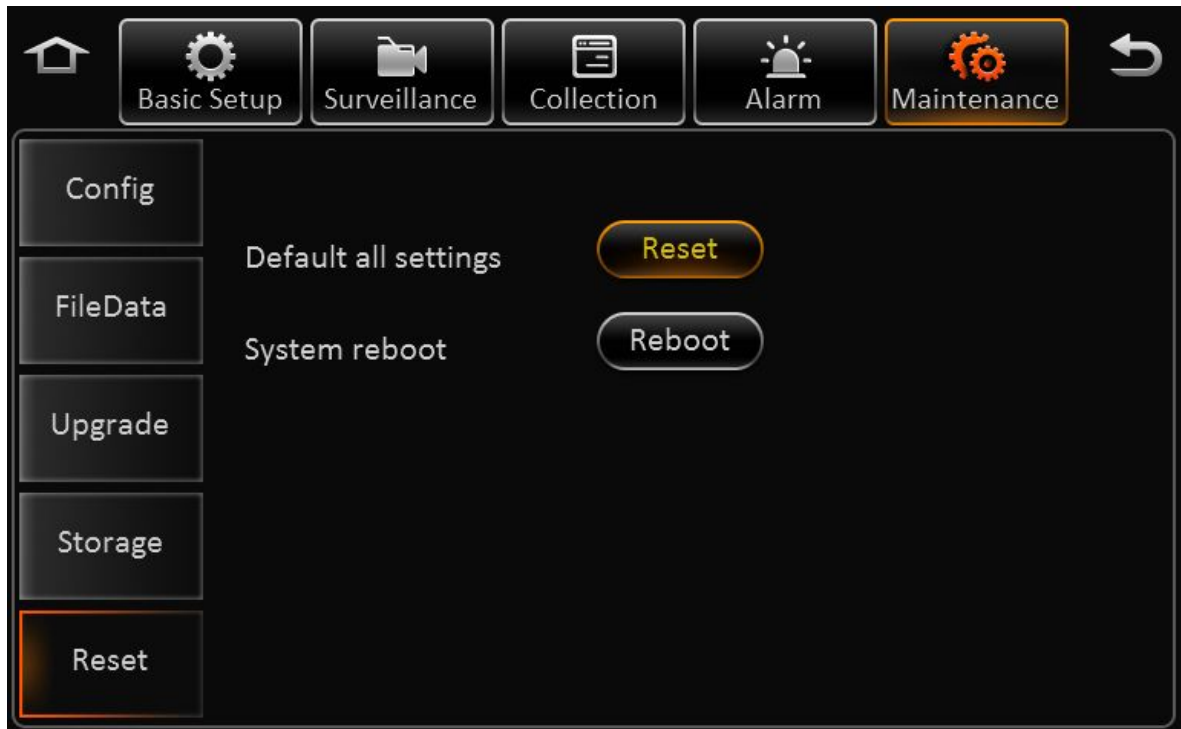 Basic Setup
Surveillance
Collection
Alarm
Maintenance
Config
FileData
Upgrade
Storage
Reset
Default all settings
Reset
System reboot
Reboot